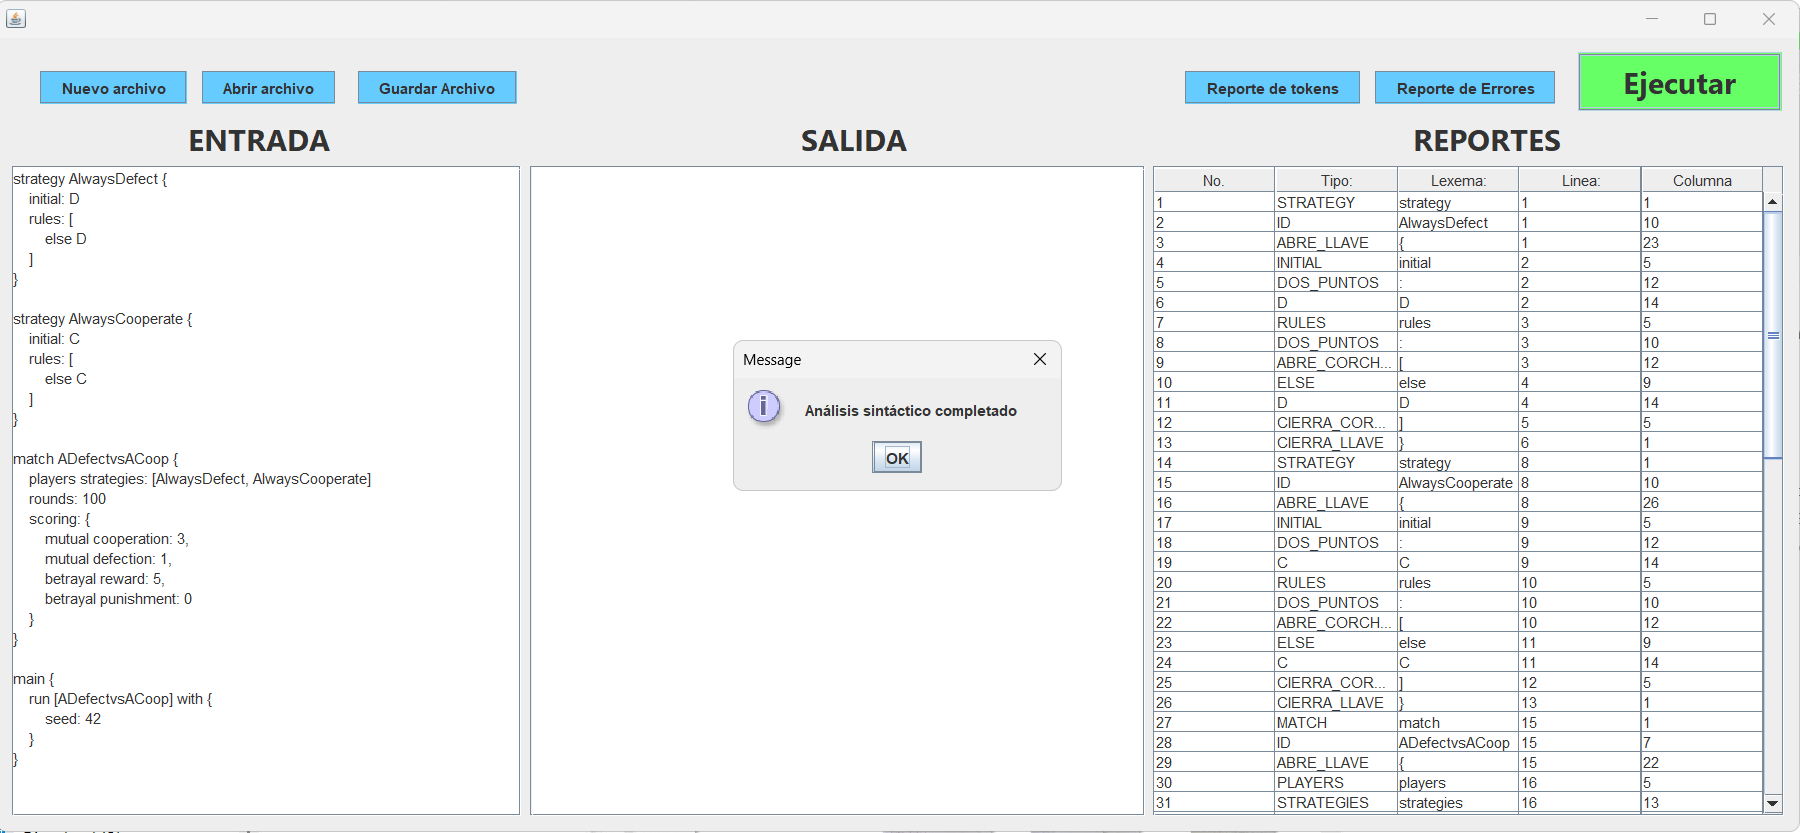 Nuevo archivo Abrir archivo Guardar Archivo Reporte de tokens Reporte de Errores Ejecutar
ENTRADA SALIDA REPORTES
strategy AlwaysDefect {
initial: D
rules: [
else D
]
}
strategy AlwaysCooperate {
initial: C
rules: [
else C
]
}
match ADefectvsACoop {
players strategies: [AlwaysDefect, AlwaysCooperate]
rounds: 100
scoring: {
mutual cooperation: 3,
mutual defection: 1,
betrayal reward: 5,
betrayal punishment: 0
}
}
main {
run [ADefectvsACoop] with {
seed: 42
}
}
Message
Análisis sintáctico completado
OK
No. Tipo: Lexema: Linea: Columna
1 STRATEGY strategy 1 1
2 ID AlwaysDefect 1 10
3 ABRE_LLAVE { 1 23
4 INITIAL initial 2 5
5 DOS_PUNTOS : 2 12
6 D D 2 14
7 RULES rules 3 5
8 DOS_PUNTOS : 3 10
9 ABRE_CORCH... [ 3 12
10 ELSE else 4 9
11 D D 4 14
12 CIERRA_COR... ] 5 5
13 CIERRA_LLAVE } 6 1
14 STRATEGY strategy 8 1
15 ID AlwaysCooperate 8 10
16 ABRE_LLAVE { 8 26
17 INITIAL initial 9 5
18 DOS_PUNTOS : 9 12
19 C C 9 14
20 RULES rules 10 5
21 DOS_PUNTOS : 10 10
22 ABRE_CORCH... [ 10 12
23 ELSE else 11 9
24 C C 11 14
25 CIERRA_COR... ] 12 5
26 CIERRA_LLAVE } 13 1
27 MATCH match 15 1
28 ID ADefectvsACoop 15 7
29 ABRE_LLAVE { 15 22
30 PLAYERS players 16 5
31 STRATEGIES strategies 16 13